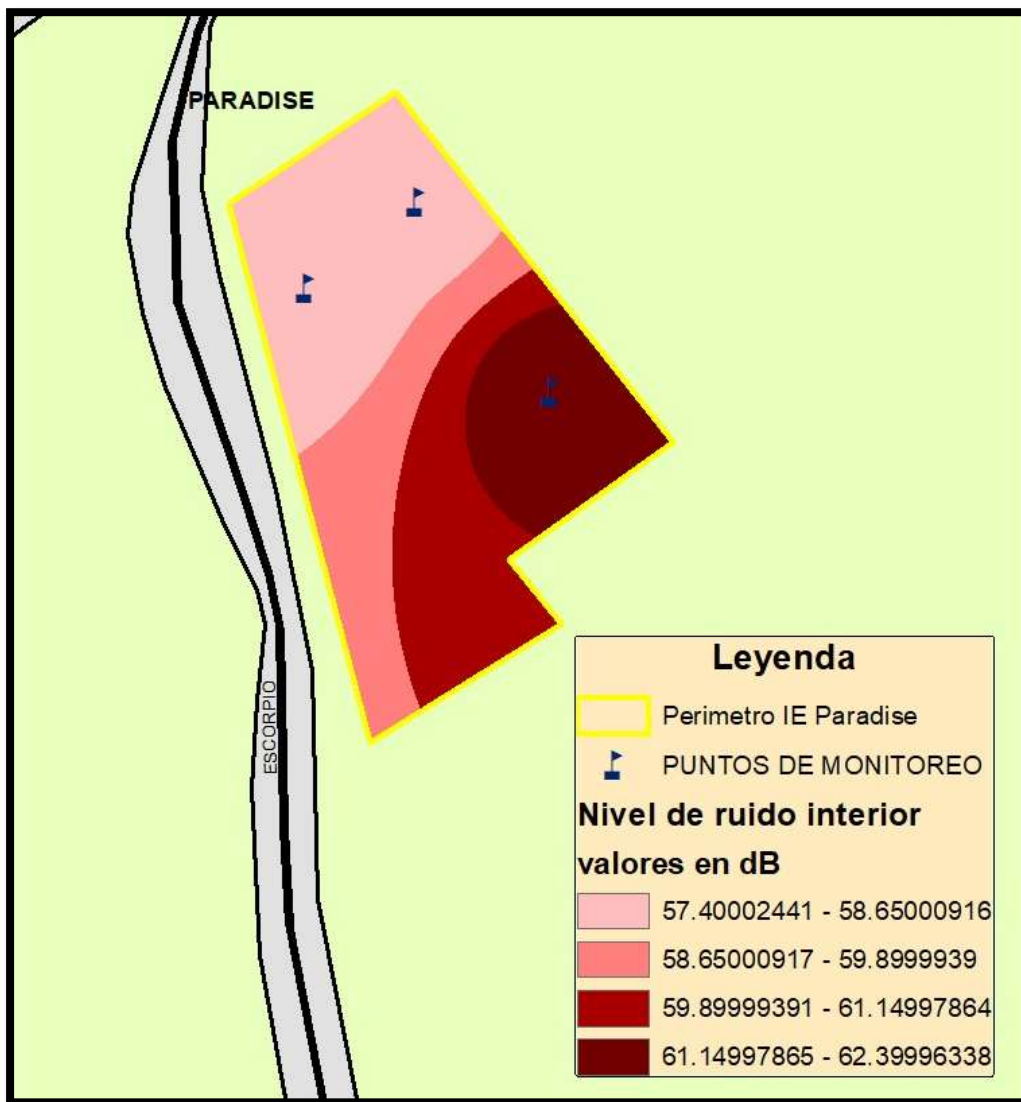 PARADISE
ESCORPIO
Leyenda
Perimetro IE Paradise
PUNTOS DE MONITOREO
Nivel de ruido interior
valores en dB
57.40002441 - 58.65000916
58.65000917 - 59.8999939
59.89999391 - 61.14997864
61.14997865 - 62.39996338